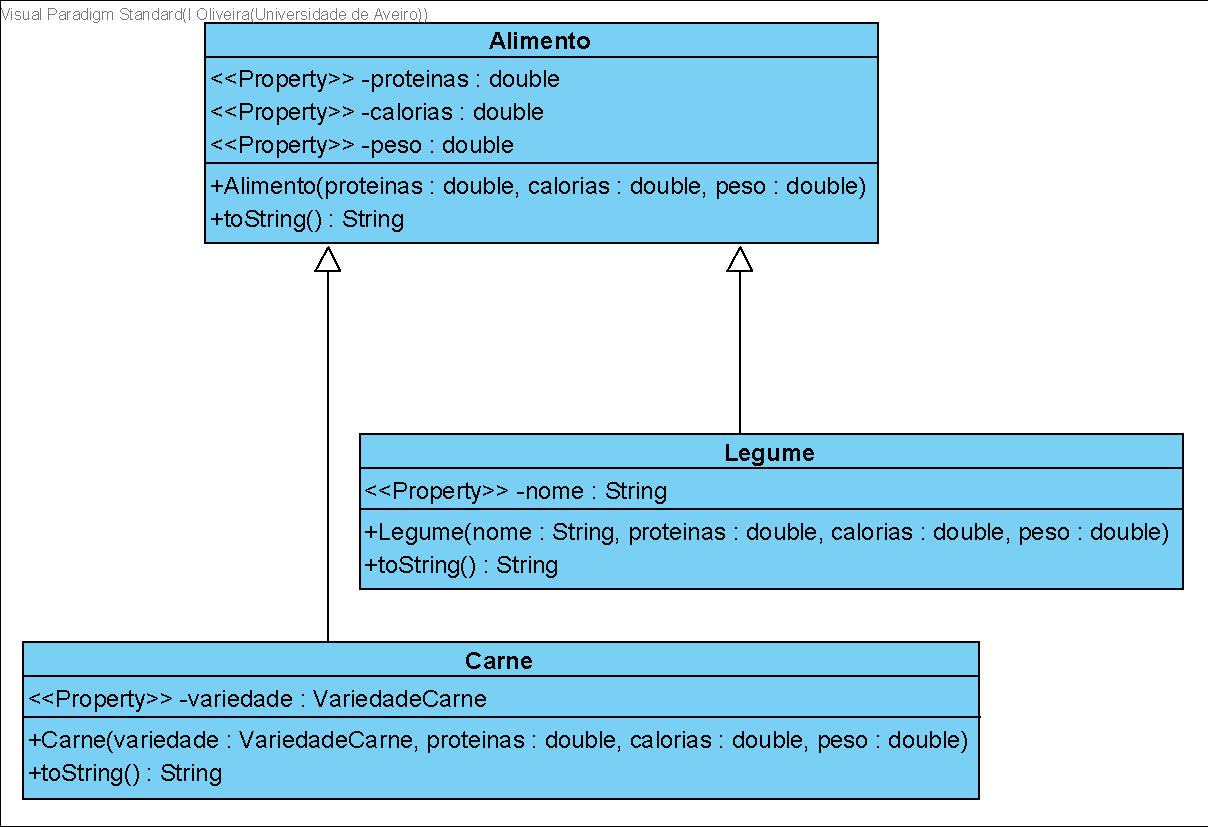 Visual Paradigm Standard(I Oliveira(Universidade de Aveiro))
Alimento
<<Property>> -proteinas : double
<<Property>> -calorias : double
<<Property>> -peso : double
+Alimento(proteinas : double, calorias : double, peso : double)
+toString() : String
Legume
<<Property>> -nome : String
+Legume(nome : String, proteinas : double, calorias : double, peso : double)
+toString() : String
Carne
<<Property>> -variedade : VariedadeCarne
+Carne(variedade : VariedadeCarne, proteinas : double, calorias : double, peso : double)
+toString() : String